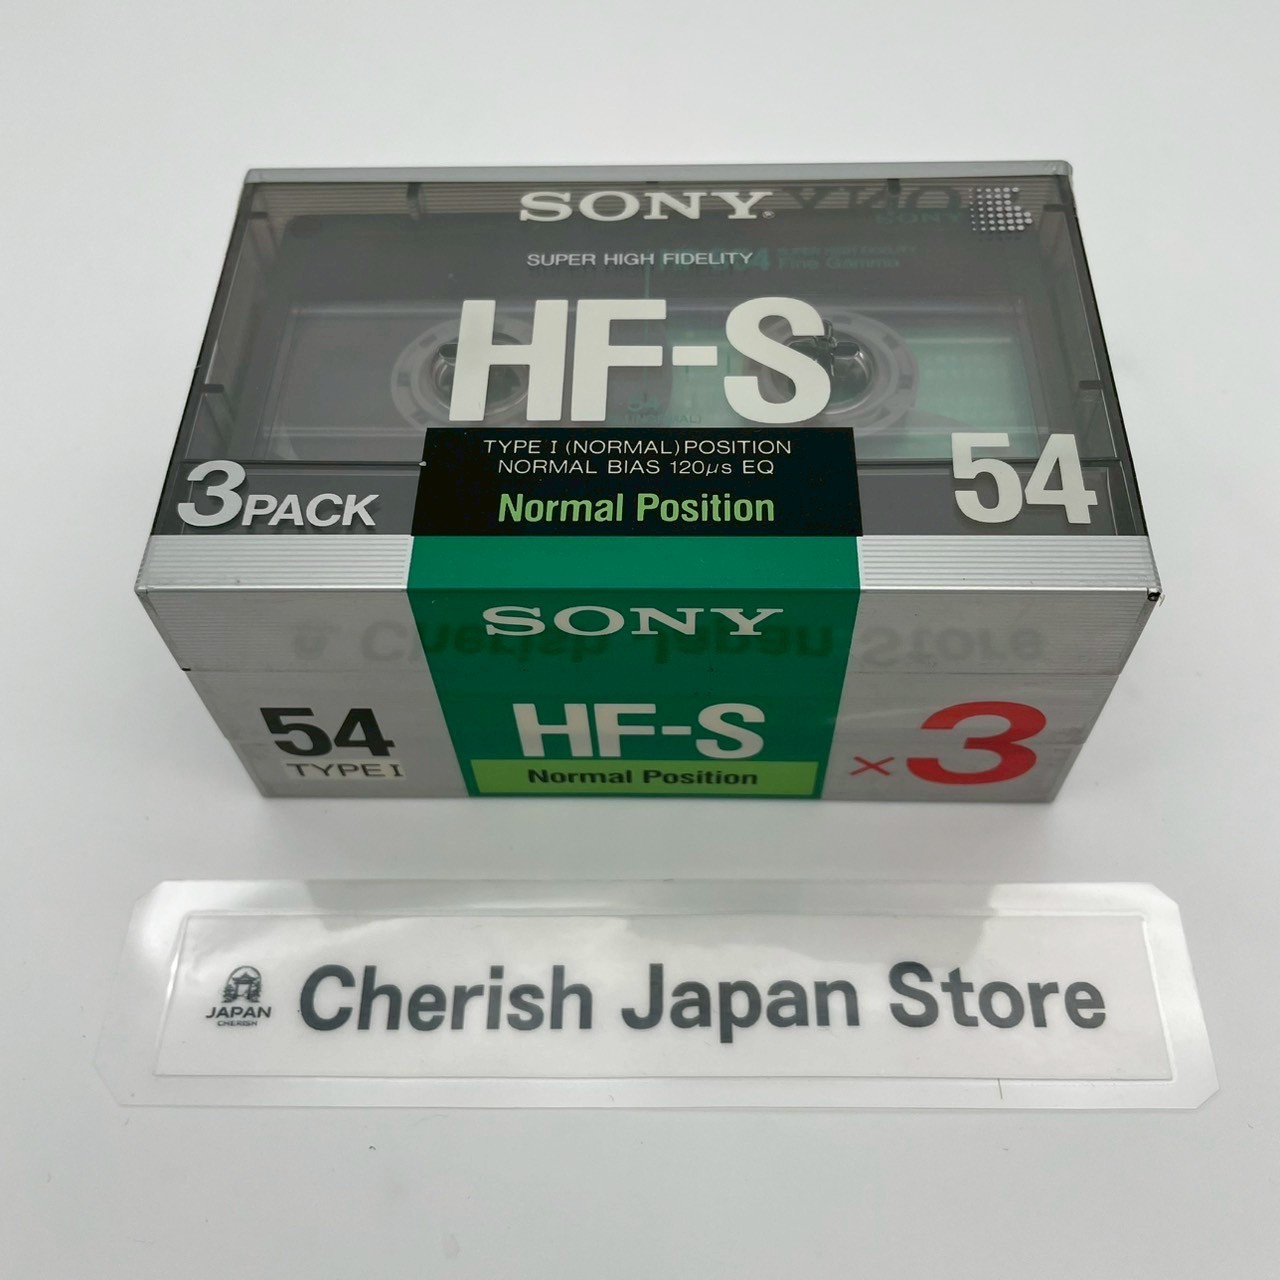 SONY
SUPER HIGH FIDELITY
HF-S
TYPE I (NORMAL) POSITION
NORMAL BIAS 120μs EQ
Normal Position
3PACK
54
SONY
HF-S
Normal Position
54
TYPE I
×3
JAPAN
CHERISH
Cherish Japan Store